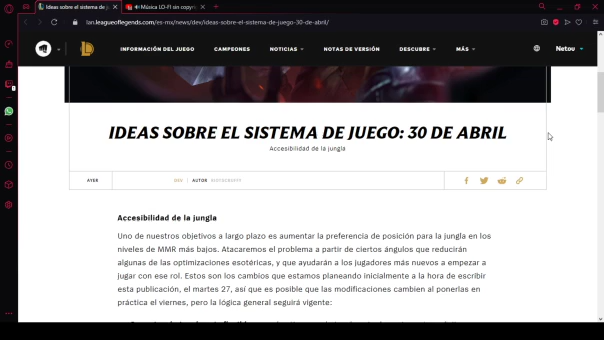 Ideas sobre el sistema de ju
Música LO-FI sin copyri
lan.leagueoflegends.com/es-mx/news/dev/ideas-sobre-el-sistema-de-juego-30-de-abril/
INFORMACIÓN DEL JUEGO CAMPEONES NOTICIAS NOTAS DE VERSIÓN DESCUBRE MÁS Netou
IDEAS SOBRE EL SISTEMA DE JUEGO: 30 DE ABRIL
Accesibilidad de la jungla
AYER DEV AUTOR
Accesibilidad de la jungla
Uno de nuestros objetivos a largo plazo es aumentar la preferencia de posición para la jungla en los
niveles de MMR más bajos. Atacaremos el problema a partir de ciertos ángulos que reducirán
algunas de las optimizaciones esotéricas, y que ayudarán a los jugadores más nuevos a empezar a
jugar con ese rol. Estos son los cambios que estamos planeando inicialmente a la hora de escribir
esta publicación, el martes 27, así que es posible que las modificaciones cambien al ponerlas en
práctica el viernes, pero la lógica general seguirá vigente: